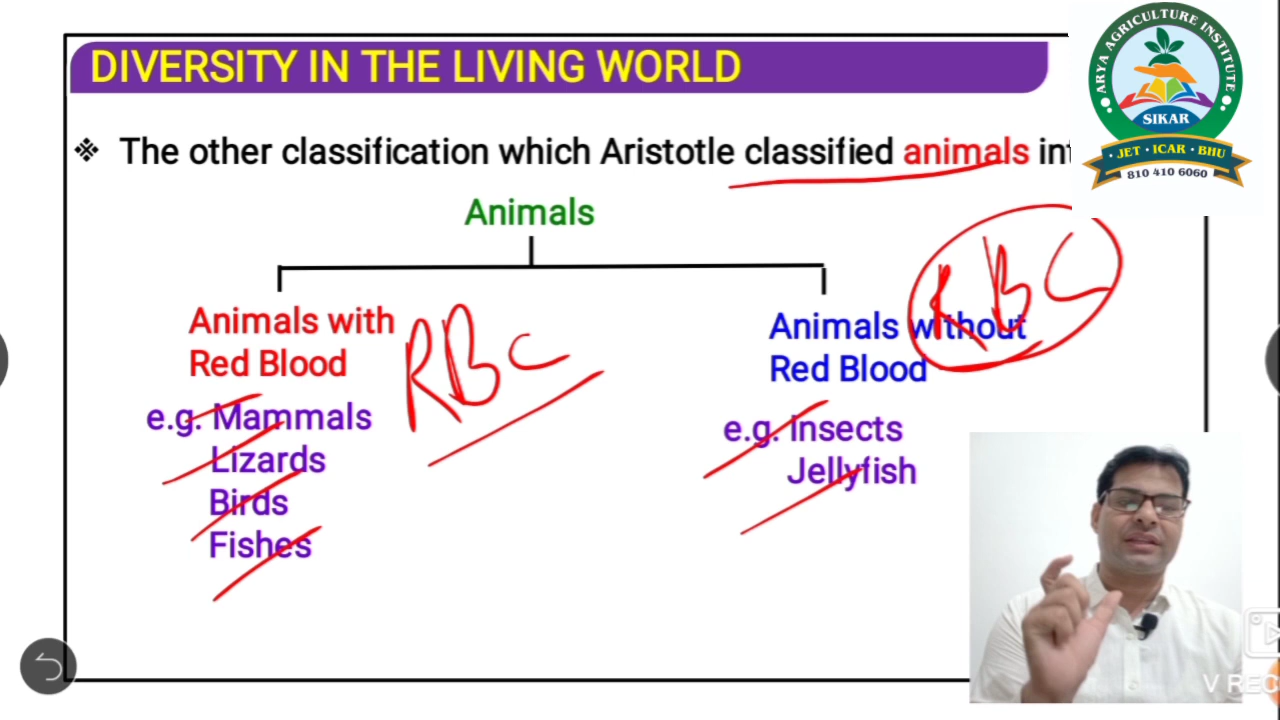 DIVERSITY IN THE LIVING WORLD
❖ The other classification which Aristotle classified animals int
Animals
Animals with
Red Blood
RBC
e.g. Mammals
Lizards
Birds
Fishes
Animals without
Red Blood
RBC
e.g. Insects
Jellyfish
ARYA AGRICULTURE INSTITUTE
SIKAR
· JET · ICAR · BHU
810 410 6060
V REC